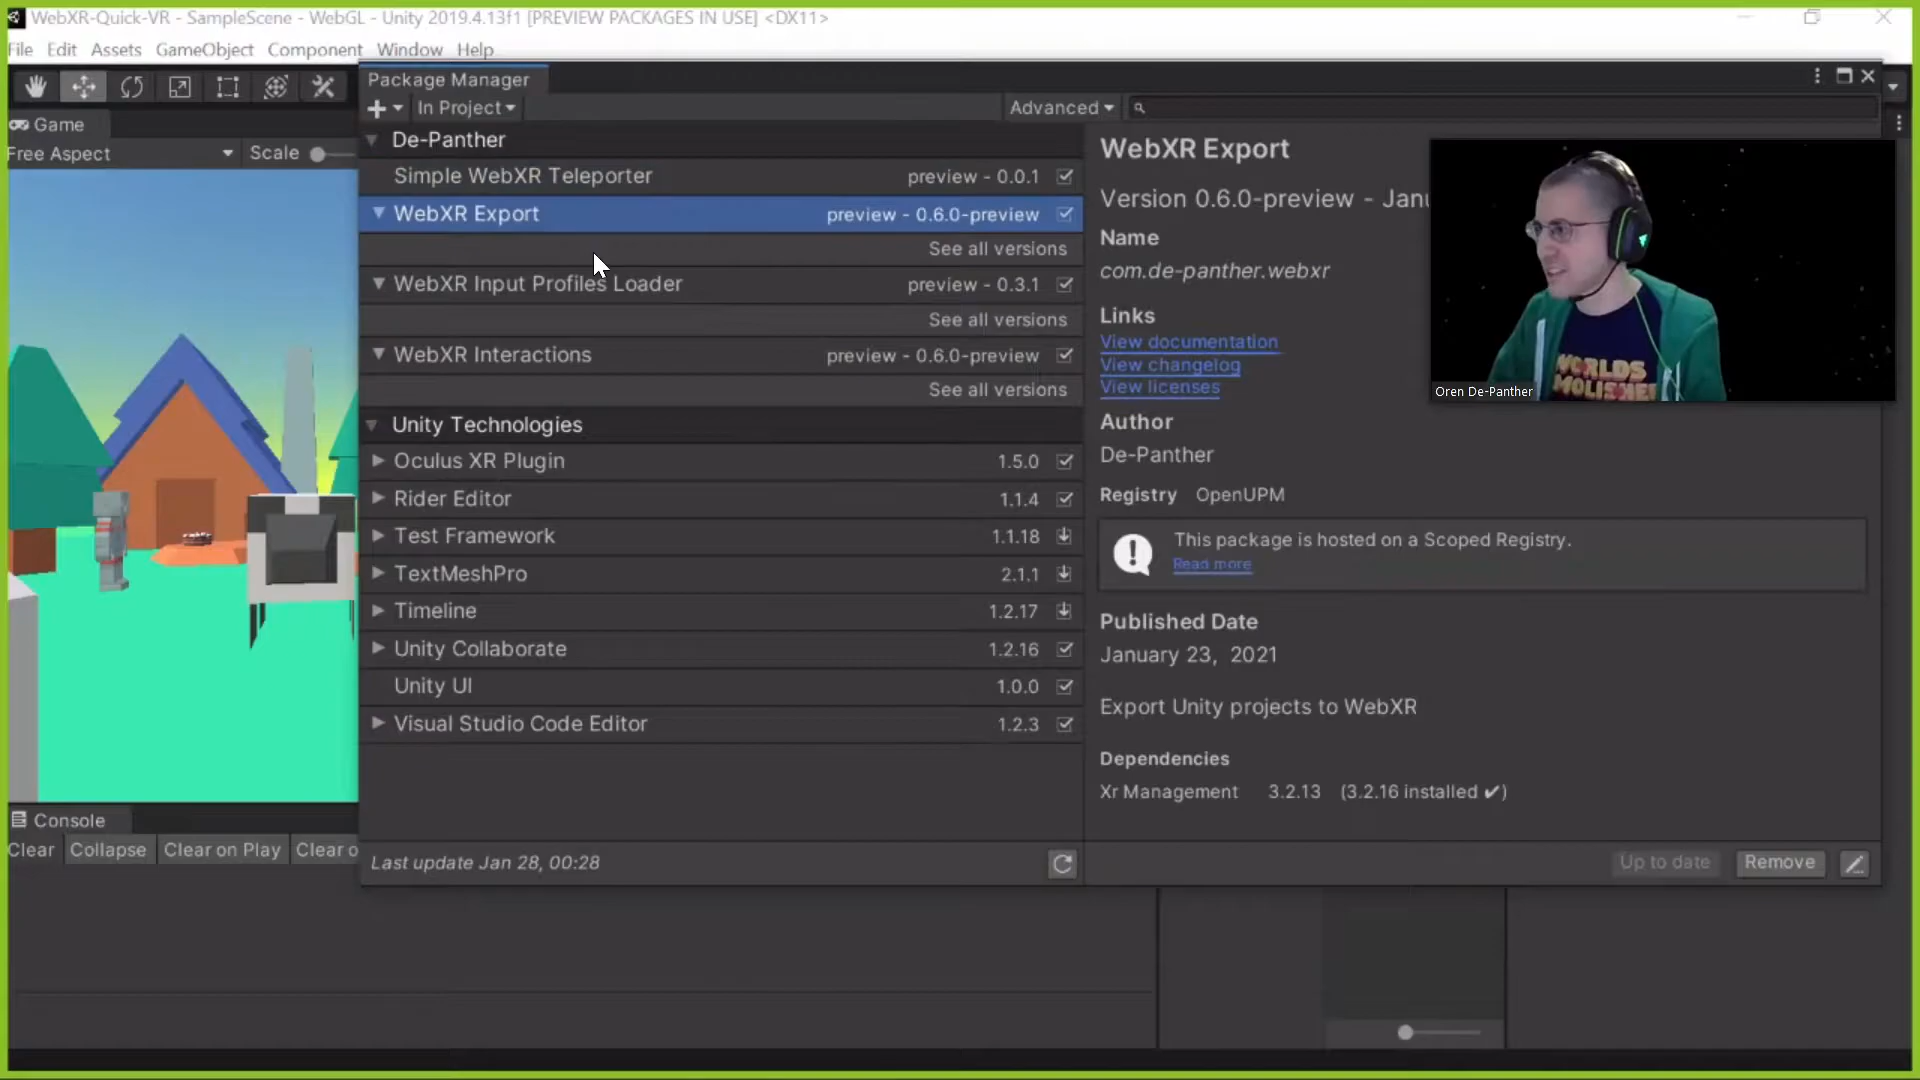 WebXR-Quick-VR - SampleScene - WebGL - Unity 2019.4.13f1 [PREVIEW PACKAGES IN USE] <DX11>
File Edit Assets GameObject Component Window Help
Package Manager
In Project
Advanced
Game
Free Aspect
Scale
De-Panther
Simple WebXR Teleporter preview - 0.0.1
WebXR Export preview - 0.6.0-preview
See all versions
WebXR Input Profiles Loader preview - 0.3.1
See all versions
WebXR Interactions preview - 0.6.0-preview
See all versions
Unity Technologies
Oculus XR Plugin 1.5.0
Rider Editor 1.1.4
Test Framework 1.1.18
TextMeshPro 2.1.1
Timeline 1.2.17
Unity Collaborate 1.2.16
Unity UI 1.0.0
Visual Studio Code Editor 1.2.3
Last update Jan 28, 00:28
WebXR Export
Version 0.6.0-preview - Janu
Name
com.de-panther.webxr
Links
View documentation
View changelog
View licenses
Author
De-Panther
Registry OpenUPM
This package is hosted on a Scoped Registry.
Read more
Published Date
January 23, 2021
Export Unity projects to WebXR
Dependencies
Xr Management 3.2.13 (3.2.16 installed ✔)
Up to date Remove
WORLDS
MOLISHE
Oren De-Panther
Console
Clear Collapse Clear on Play Clear o